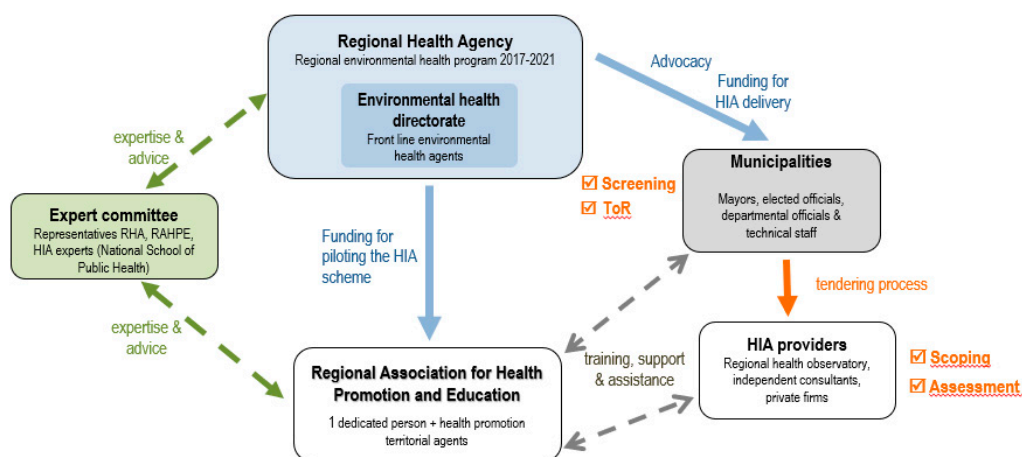 Regional Health Agency
Regional environmental health program 2017-2021
Environmental health
directorate
Front line environmental
health agents
Advocacy
Funding for
HIA delivery
expertise &
advice
Municipalities
Mayors, elected officials,
departmental officials &
technical staff
Screening
ToR
Expert committee
Representatives RHA, RAHPE,
HIA experts (National School of
Public Health)
Funding for
piloting the HIA
scheme
tendering process
expertise &
advice
HIA providers
Regional health observatory,
independent consultants,
private firms
Scoping
Assessment
training, support
& assistance
Regional Association for Health
Promotion and Education
1 dedicated person + health promotion
territorial agents